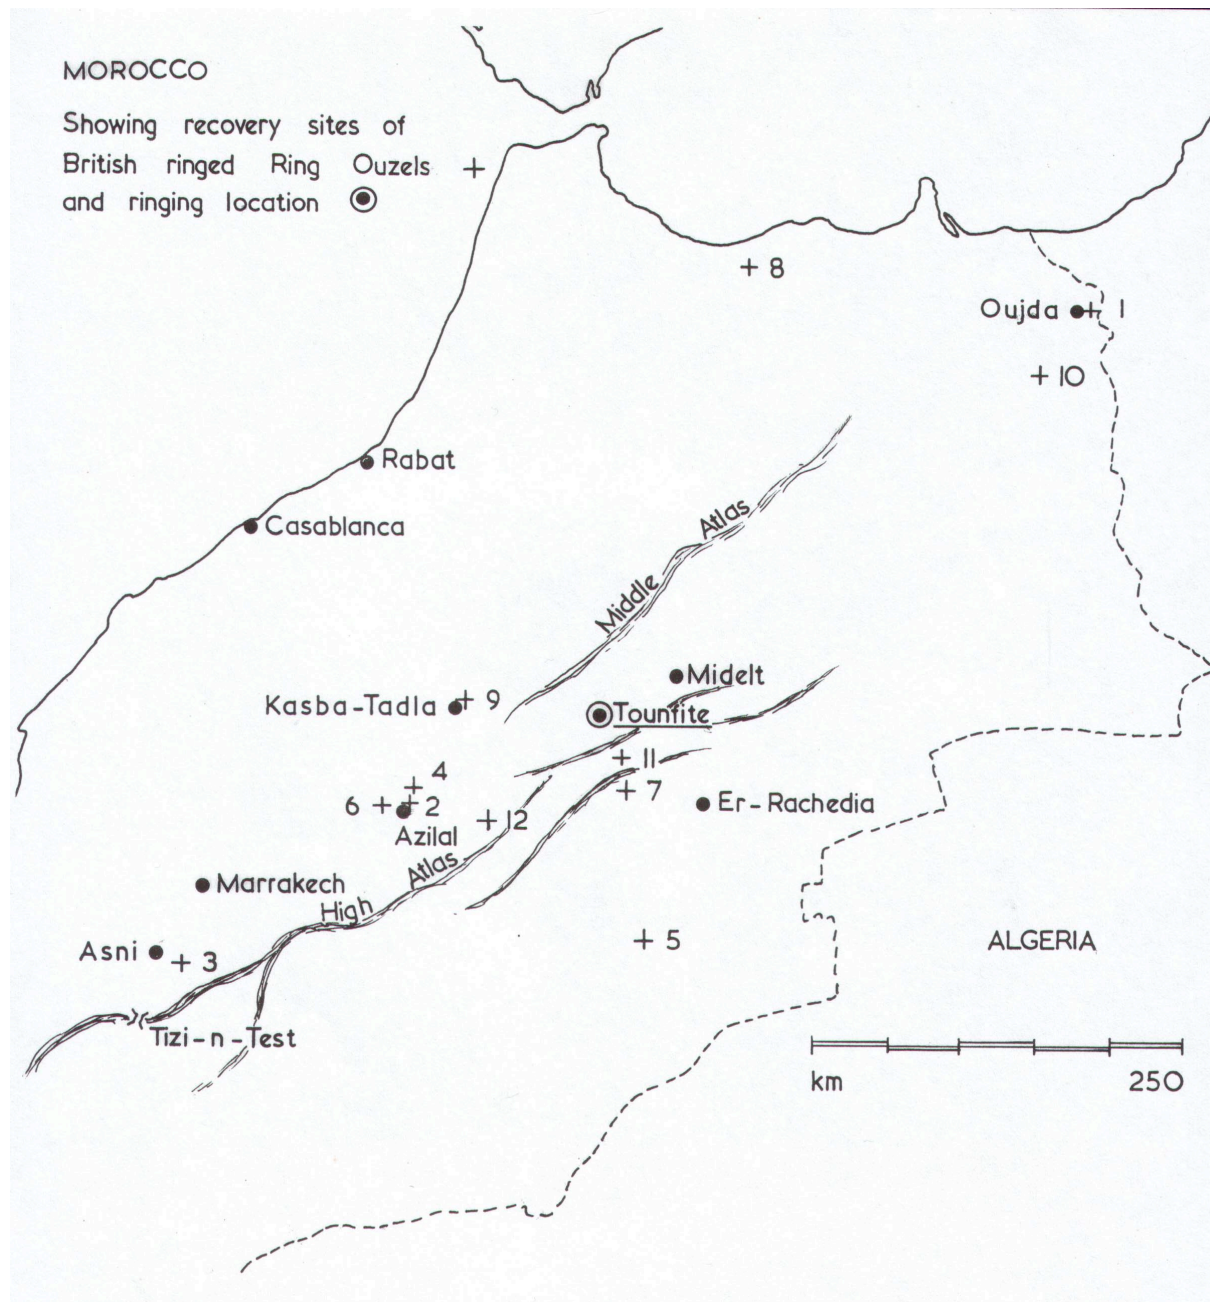 MOROCCO
Showing recovery sites of
British ringed Ring Ouzels +
and ringing location
+ 8
Oujda + 1
+ 10
Rabat
Casablanca
Middle Atlas
Midelt
Kasba-Tadla + 9
Tounfite
+ 11
+ 4
+ 7
6 + + 2
Er-Rachedia
Azilal
+ 12
High Atlas
Marrakech
+ 5
ALGERIA
Asni + 3
Tizi-n-Test
km 250